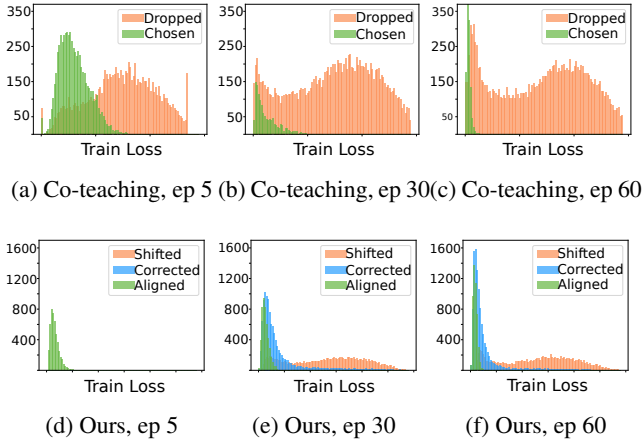 350
300
250
200
150
100
50
Dropped
Chosen
Train Loss
(a) Co-teaching, ep 5
350
300
250
200
150
100
50
Dropped
Chosen
Train Loss
(b) Co-teaching, ep 30
350
300
250
200
150
100
50
Dropped
Chosen
Train Loss
(c) Co-teaching, ep 60
1600
1200
800
400
Shifted
Corrected
Aligned
Train Loss
(d) Ours, ep 5
1600
1200
800
400
Shifted
Corrected
Aligned
Train Loss
(e) Ours, ep 30
1600
1200
800
400
Shifted
Corrected
Aligned
Train Loss
(f) Ours, ep 60